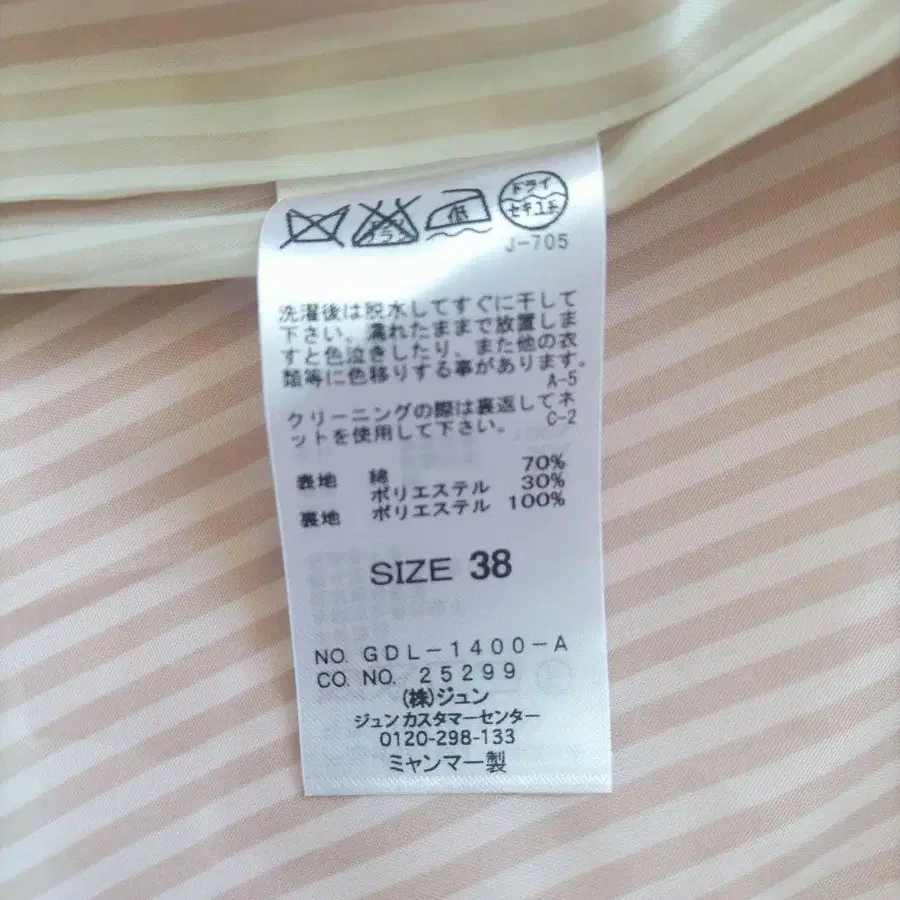 エンソ
サラシ
低
ドライ
セキユ系
J-705
洗濯後は脱水してすぐに干して
下さい。濡れたままで放置しま
すと色泣きしたり、また他の衣
類等に色移りする事があります。
A-5
クリーニングの際は裏返してネ
ットを使用して下さい。
C-2
表地 綿 70%
ポリエステル 30%
裏地 ポリエステル 100%
SIZE 38
NO. GDL-1400-A
CO. NO. 25299
(株)ジュン
ジュンカスタマーセンター
0120-298-133
ミャンマー製